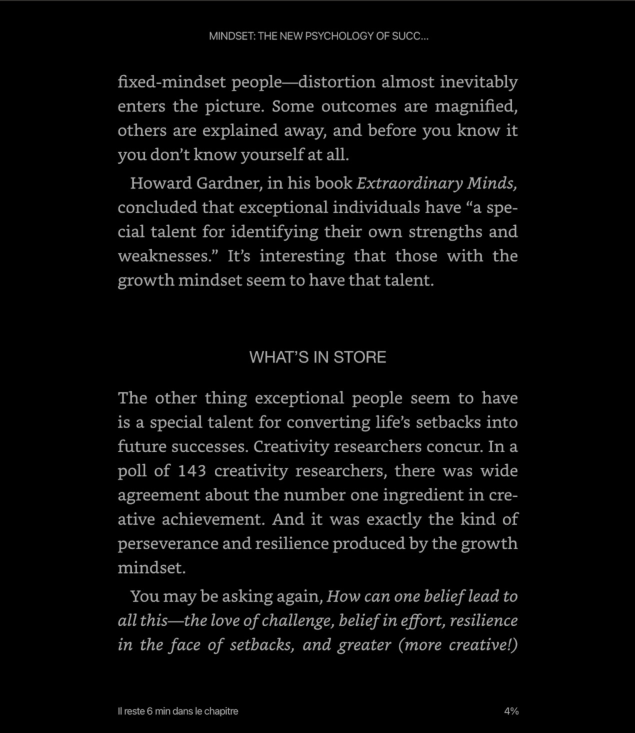 MINDSET: THE NEW PSYCHOLOGY OF SUCC...
fixed-mindset people—distortion almost inevitably
enters the picture. Some outcomes are magnified,
others are explained away, and before you know it
you don’t know yourself at all.
Howard Gardner, in his book Extraordinary Minds,
concluded that exceptional individuals have “a spe-
cial talent for identifying their own strengths and
weaknesses.” It’s interesting that those with the
growth mindset seem to have that talent.
WHAT’S IN STORE
The other thing exceptional people seem to have
is a special talent for converting life’s setbacks into
future successes. Creativity researchers concur. In a
poll of 143 creativity researchers, there was wide
agreement about the number one ingredient in cre-
ative achievement. And it was exactly the kind of
perseverance and resilience produced by the growth
mindset.
You may be asking again, How can one belief lead to
all this—the love of challenge, belief in effort, resilience
in the face of setbacks, and greater (more creative!)
Il reste 6 min dans le chapitre
4%